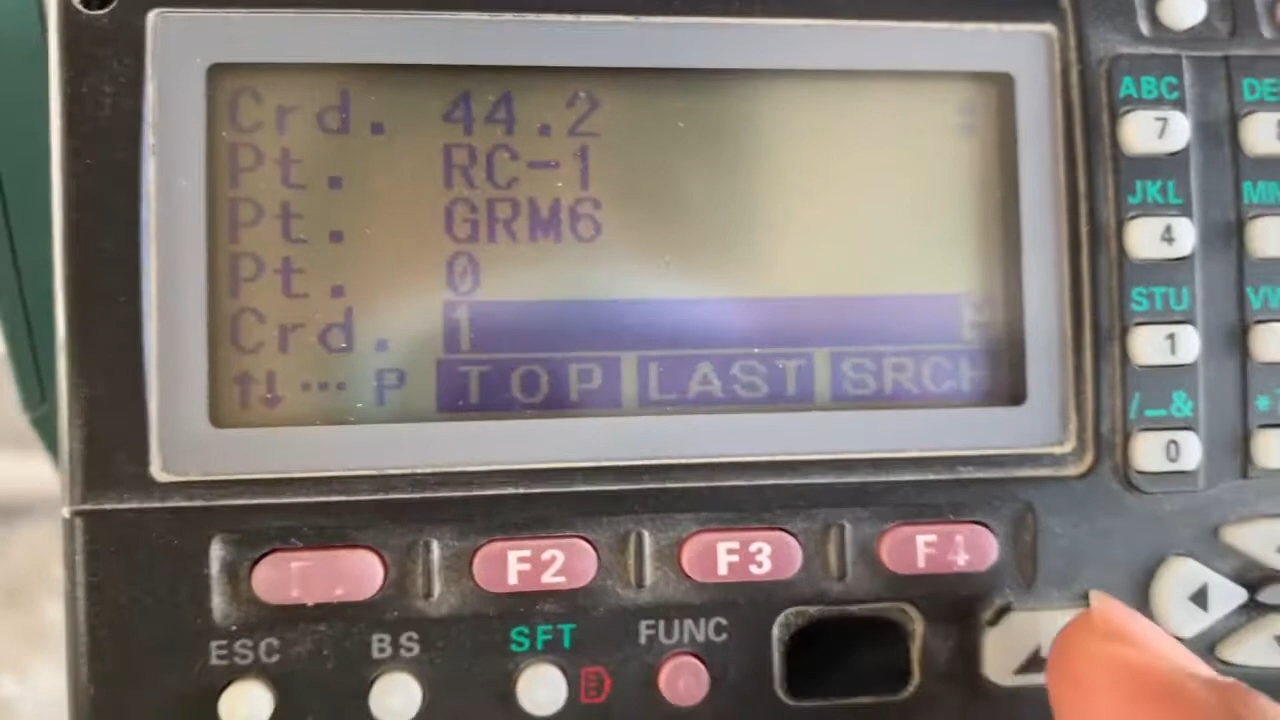 Crd. 44.2
Pt. RC-1
Pt. GRM6
Pt. 0
Crd. 1
↑↓··· P TOP LAST SRCH
ABC
7
JKL
4
STU
1
/_&
0
F2 F3 F4
ESC BS SFT FUNC